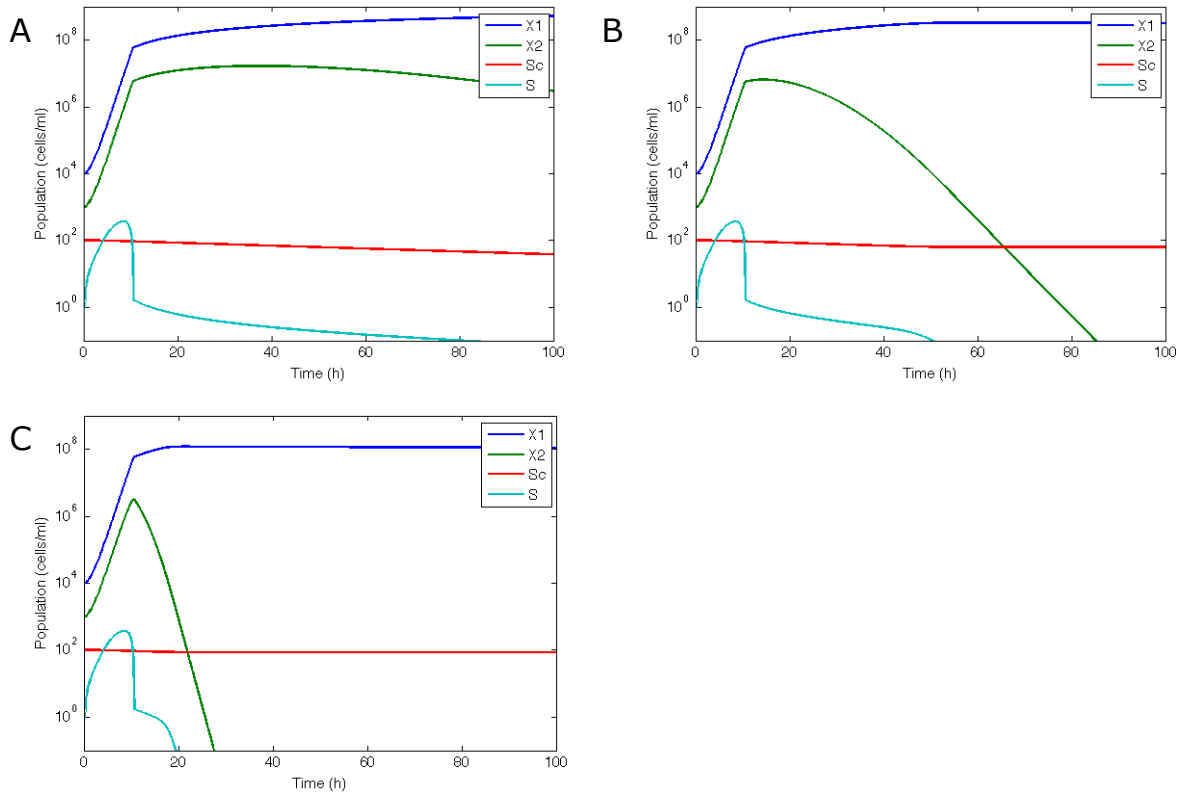 A
Population (cells/ml)
10^8
10^6
10^4
10^2
10^0
0 20 40 60 80 100
Time (h)
X1
X2
Sc
S
B
Population (cells/ml)
10^8
10^6
10^4
10^2
10^0
0 20 40 60 80 100
Time (h)
X1
X2
Sc
S
C
Population (cells/ml)
10^8
10^6
10^4
10^2
10^0
0 20 40 60 80 100
Time (h)
X1
X2
Sc
S